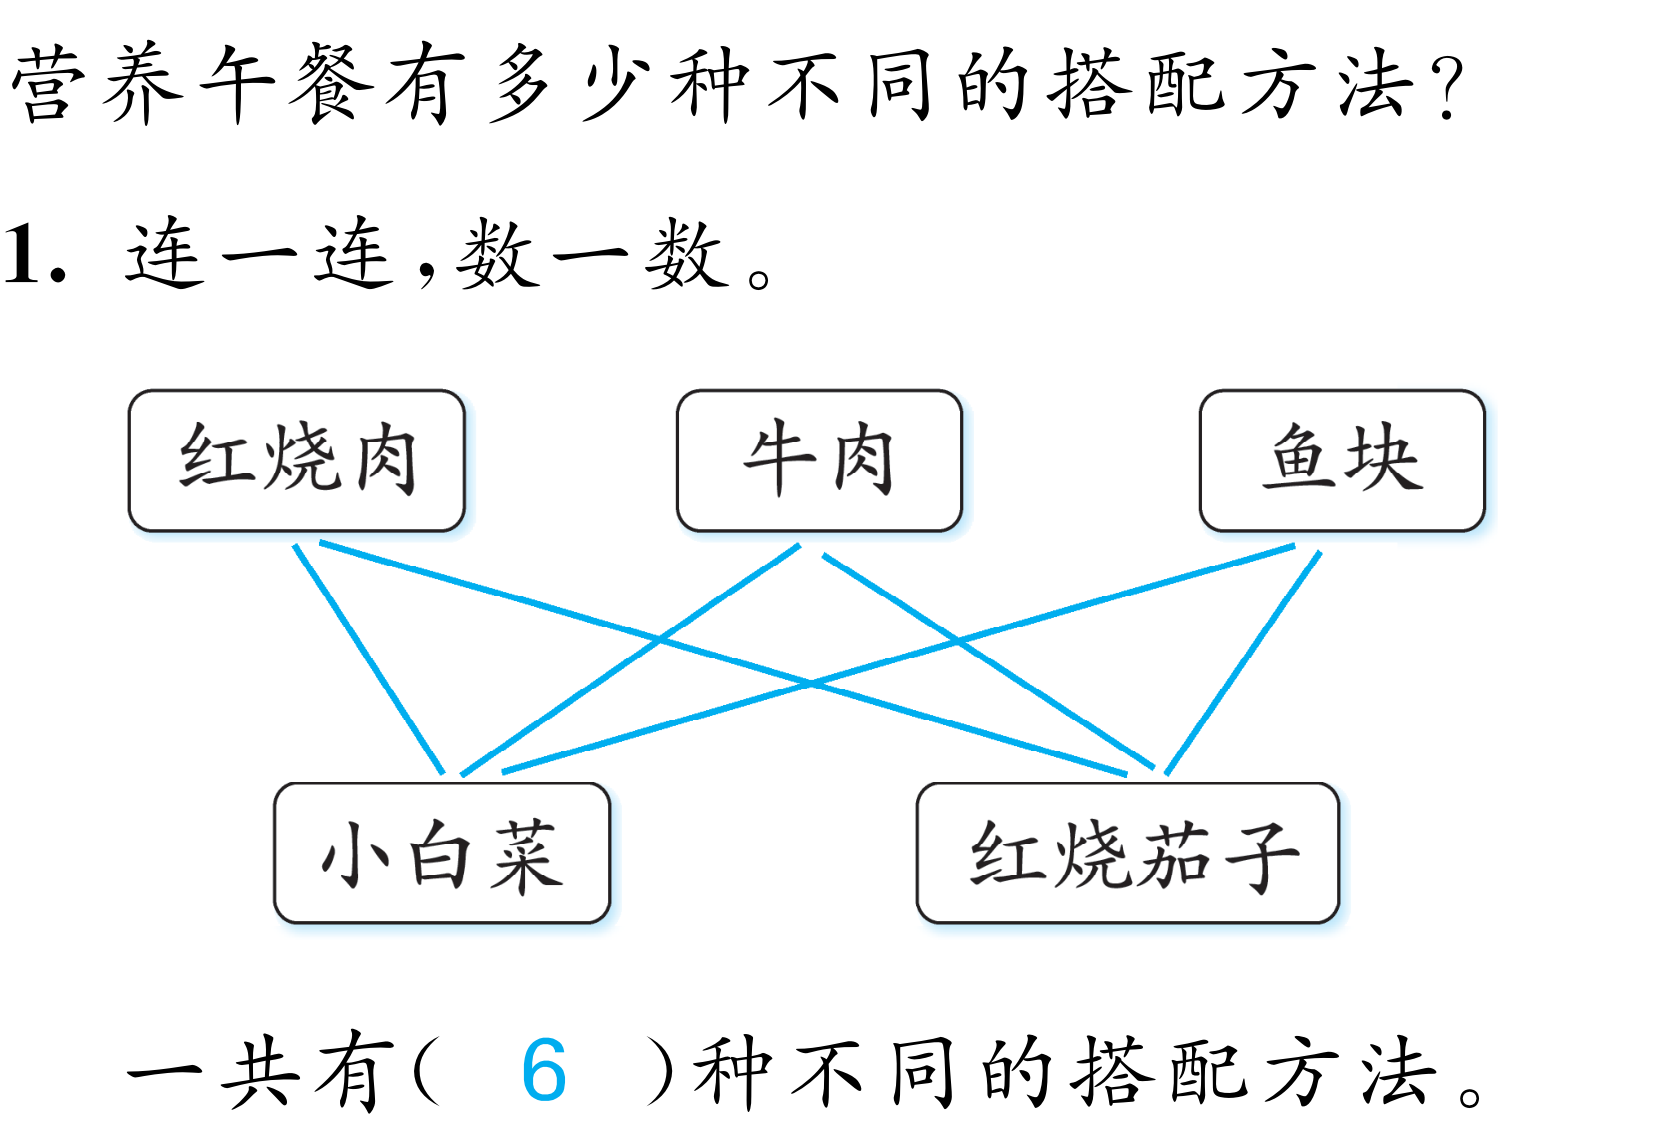 营养午餐有多少种不同的搭配方法?
1. 连一连,数一数。
红烧肉 牛肉 鱼块
小白菜 红烧茄子
一共有( 6 )种不同的搭配方法。